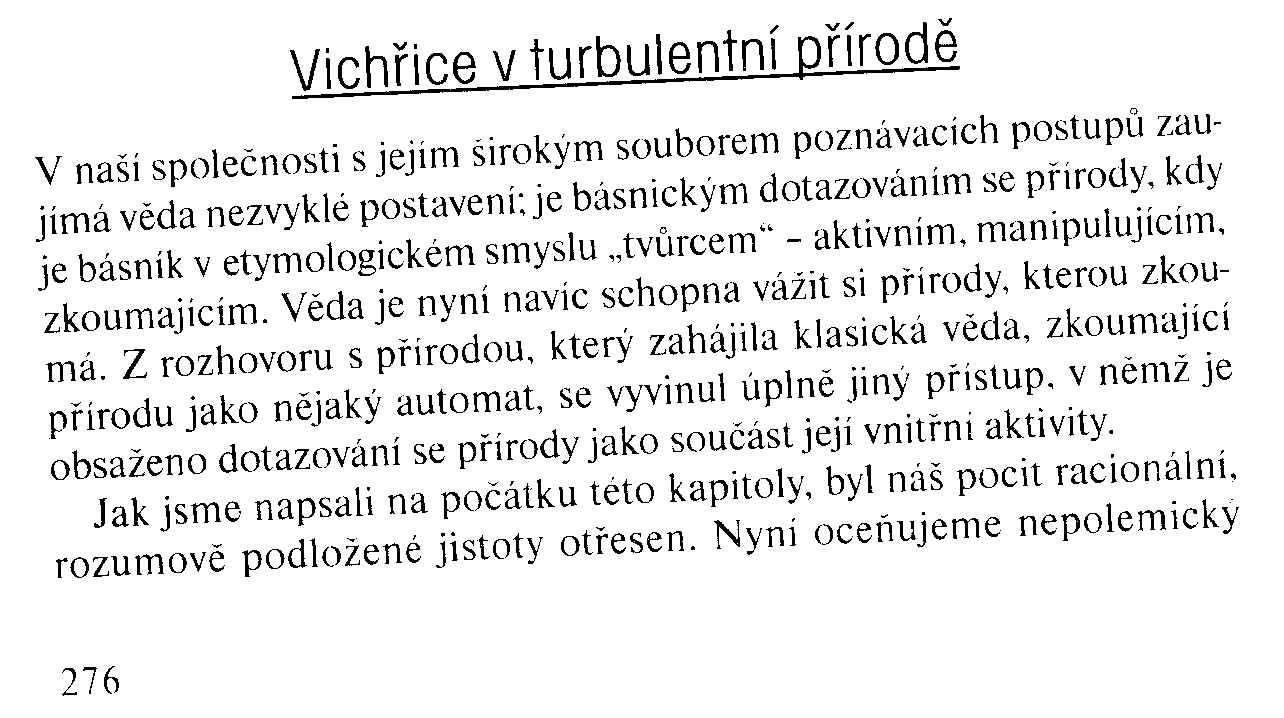 Vichřice v turbulentní přírodě
V naší společnosti s jejím širokým souborem poznávacích postupů zau-
jímá věda nezvyklé postavení; je básnickým dotazováním se přírody, kdy
je básník v etymologickém smyslu „tvůrcem“ – aktivním, manipulujícím,
zkoumajícím. Věda je nyní navíc schopna vážit si přírody, kterou zkou-
má. Z rozhovoru s přírodou, který zahájila klasická věda, zkoumající
přírodu jako nějaký automat, se vyvinul úplně jiný přístup, v němž je
obsaženo dotazování se přírody jako součást její vnitřní aktivity.
Jak jsme napsali na počátku této kapitoly, byl náš pocit racionální,
rozumově podložené jistoty otřesen. Nyní oceňujeme nepolemický
276